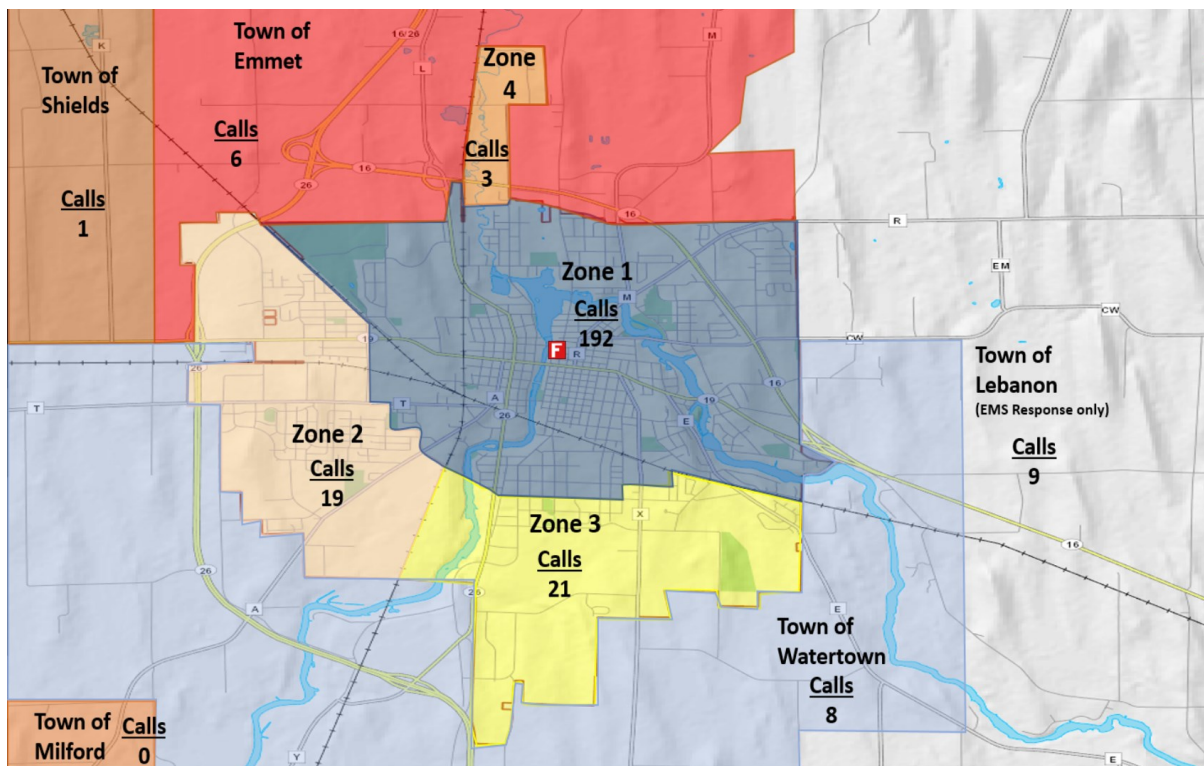 Town of
Emmet
Calls
6
Town of
Shields
Calls
1
Zone
4
Calls
3
Zone 1
Calls
192
Zone 2
Calls
19
Zone 3
Calls
21
Town of
Lebanon
(EMS Response only)
Calls
9
Town of
Watertown
Calls
8
Town of
Milford
Calls
0
K
16/26
L
M
26
16
16
R
EM
M
CW
CW
F
R
19
16
26
T
T
A
26
19
E
X
16
26
A
26
E
Y
E